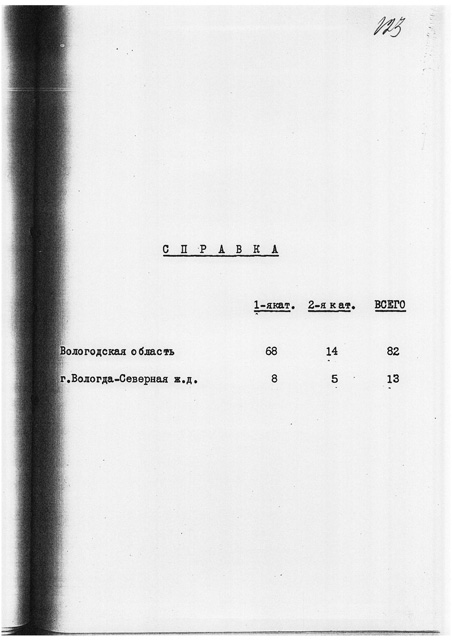 123
С П Р А В К А
1-якат. 2-я кат. ВСЕГО
Вологодская область 68 14 82
г.Вологда-Северная ж.д. 8 5 13